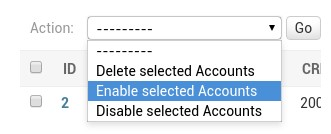 Action: --------- Go
---------
ID
Delete selected Accounts
Enable selected Accounts
2
Disable selected Accounts